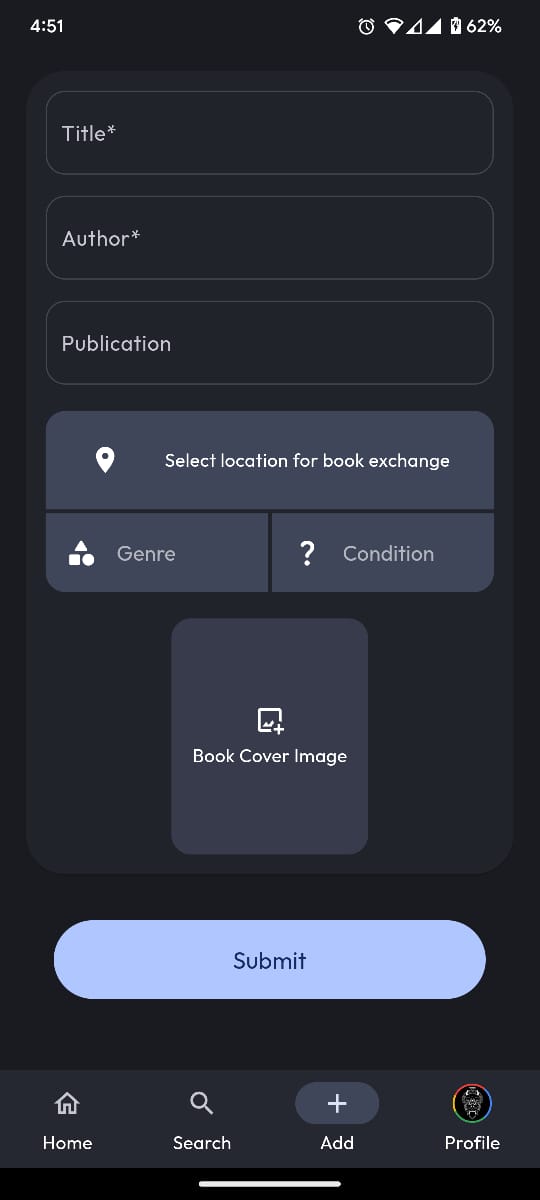 4:51
62%
Title*
Author*
Publication
Select location for book exchange
Genre
Condition
Book Cover Image
Submit
Home
Search
Add
Profile